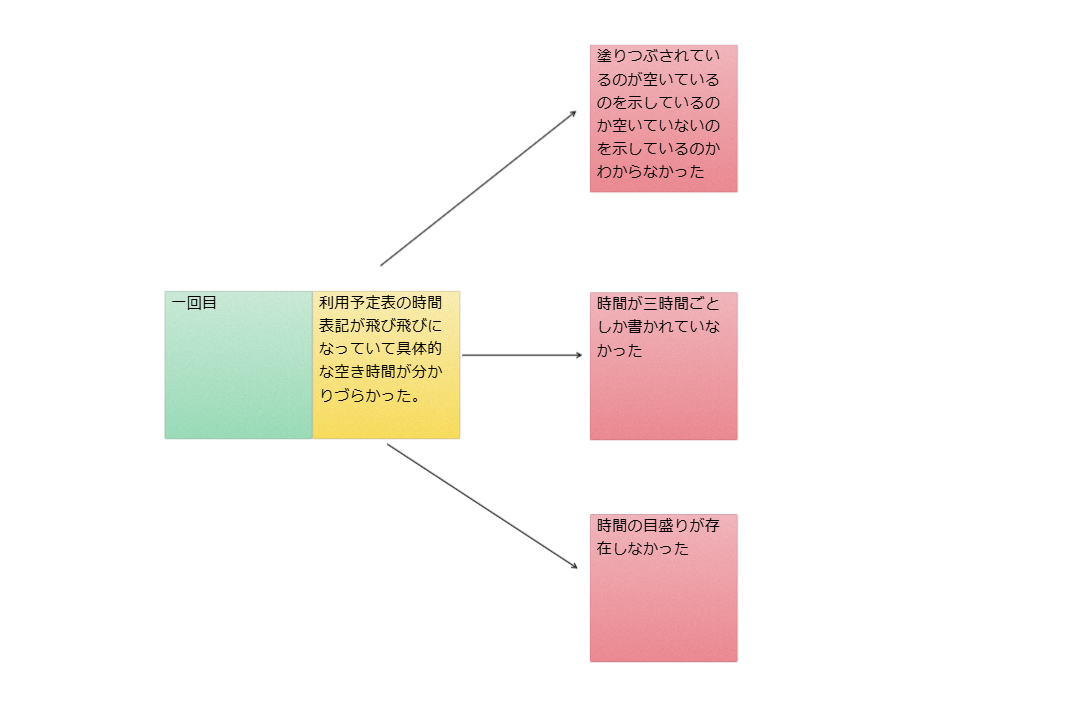 塗りつぶされてい
るのが空いている
のを示しているの
か空いていないの
を示しているのか
わからなかった
一回目
利用予定表の時間
表記が飛び飛びに
なっていて具体的
な空き時間が分か
りづらかった。
時間が三時間ごと
しか書かれていな
かった
時間の目盛りが存
在しなかった